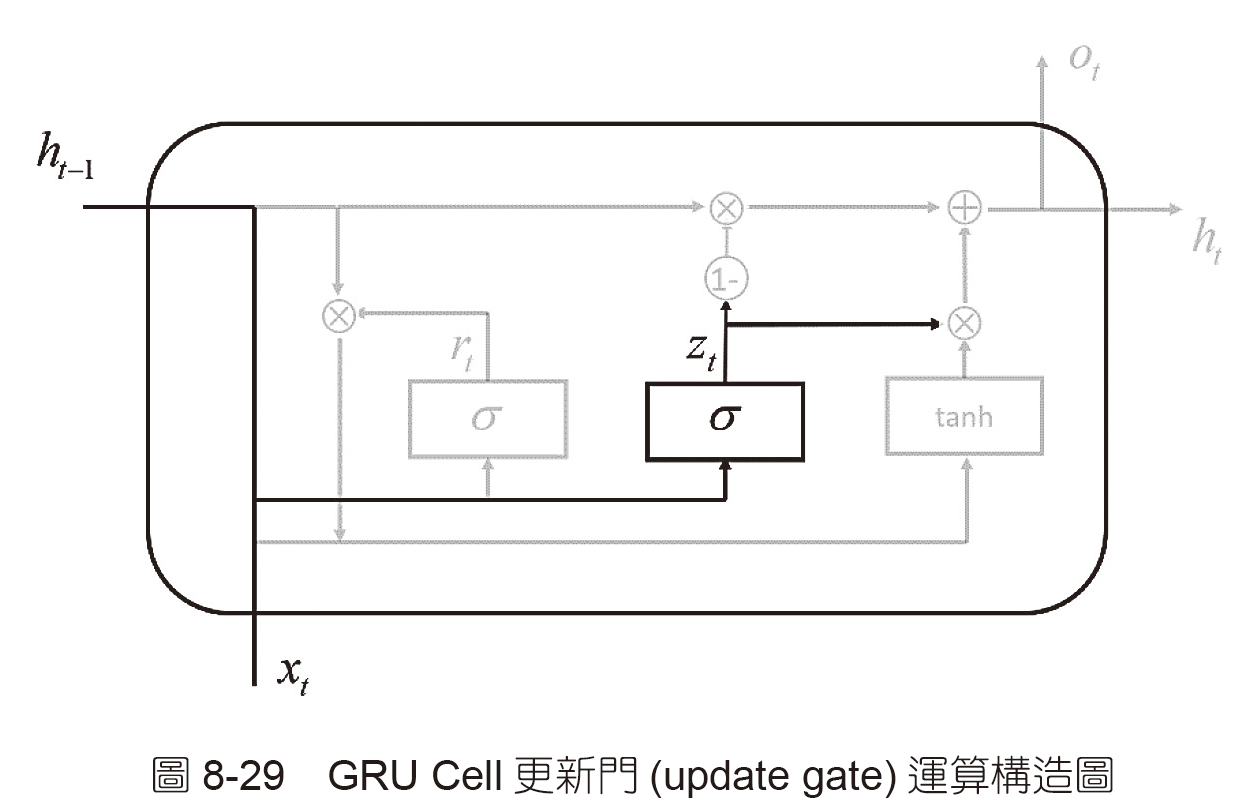 o_t
h_{t-1}
h_t
1-
r_t
z_t
σ
σ
tanh
x_t
圖 8-29 GRU Cell 更新門 (update gate) 運算構造圖